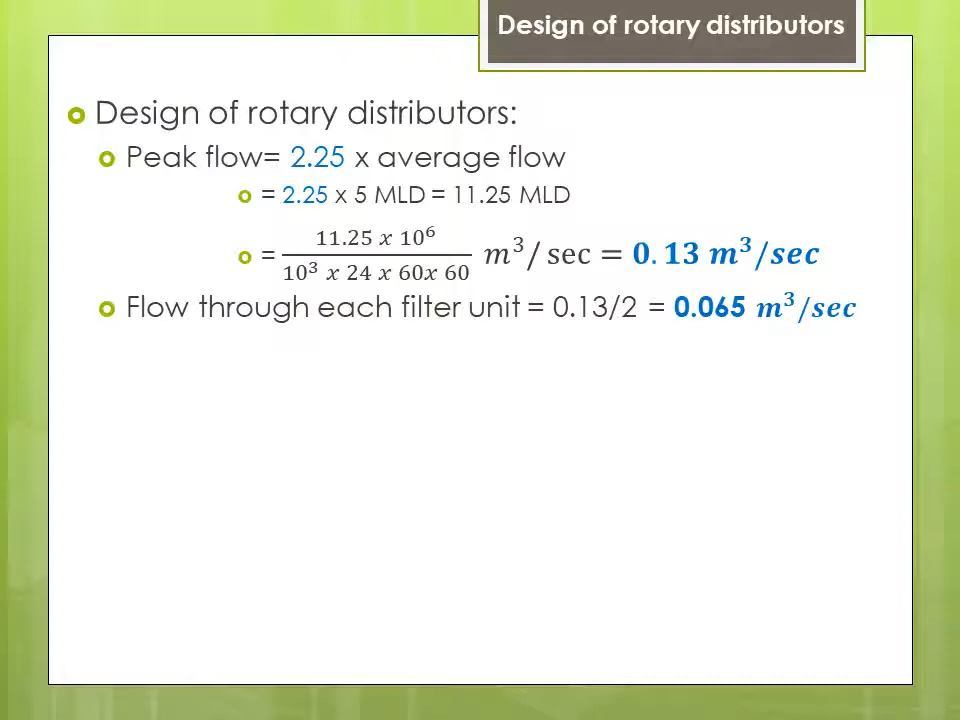 Design of rotary distributors
Design of rotary distributors:
Peak flow= 2.25 x average flow
= 2.25 x 5 MLD = 11.25 MLD
= \frac{11.25 x 10^6}{10^3 x 24 x 60x 60} m^3/ sec = 0.13 m^3/sec
Flow through each filter unit = 0.13/2 = 0.065 m^3/sec